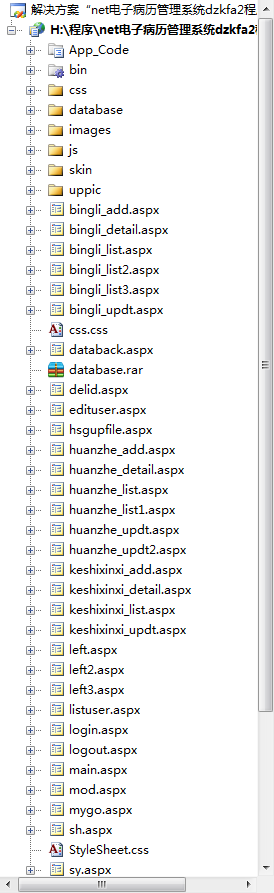 解决方案“net电子病历管理系统dzkfa2程
H:\程序\net电子病历管理系统dzkfa2程
App_Code
bin
css
database
images
js
skin
uppic
bingli_add.aspx
bingli_detail.aspx
bingli_list.aspx
bingli_list2.aspx
bingli_list3.aspx
bingli_updt.aspx
css.css
databack.aspx
database.rar
delid.aspx
edituser.aspx
hsgupfile.aspx
huanzhe_add.aspx
huanzhe_detail.aspx
huanzhe_list.aspx
huanzhe_list1.aspx
huanzhe_updt.aspx
huanzhe_updt2.aspx
keshixinxi_add.aspx
keshixinxi_detail.aspx
keshixinxi_list.aspx
keshixinxi_updt.aspx
left.aspx
left2.aspx
left3.aspx
listuser.aspx
login.aspx
logout.aspx
main.aspx
mod.aspx
mygo.aspx
sh.aspx
StyleSheet.css
sy.aspx